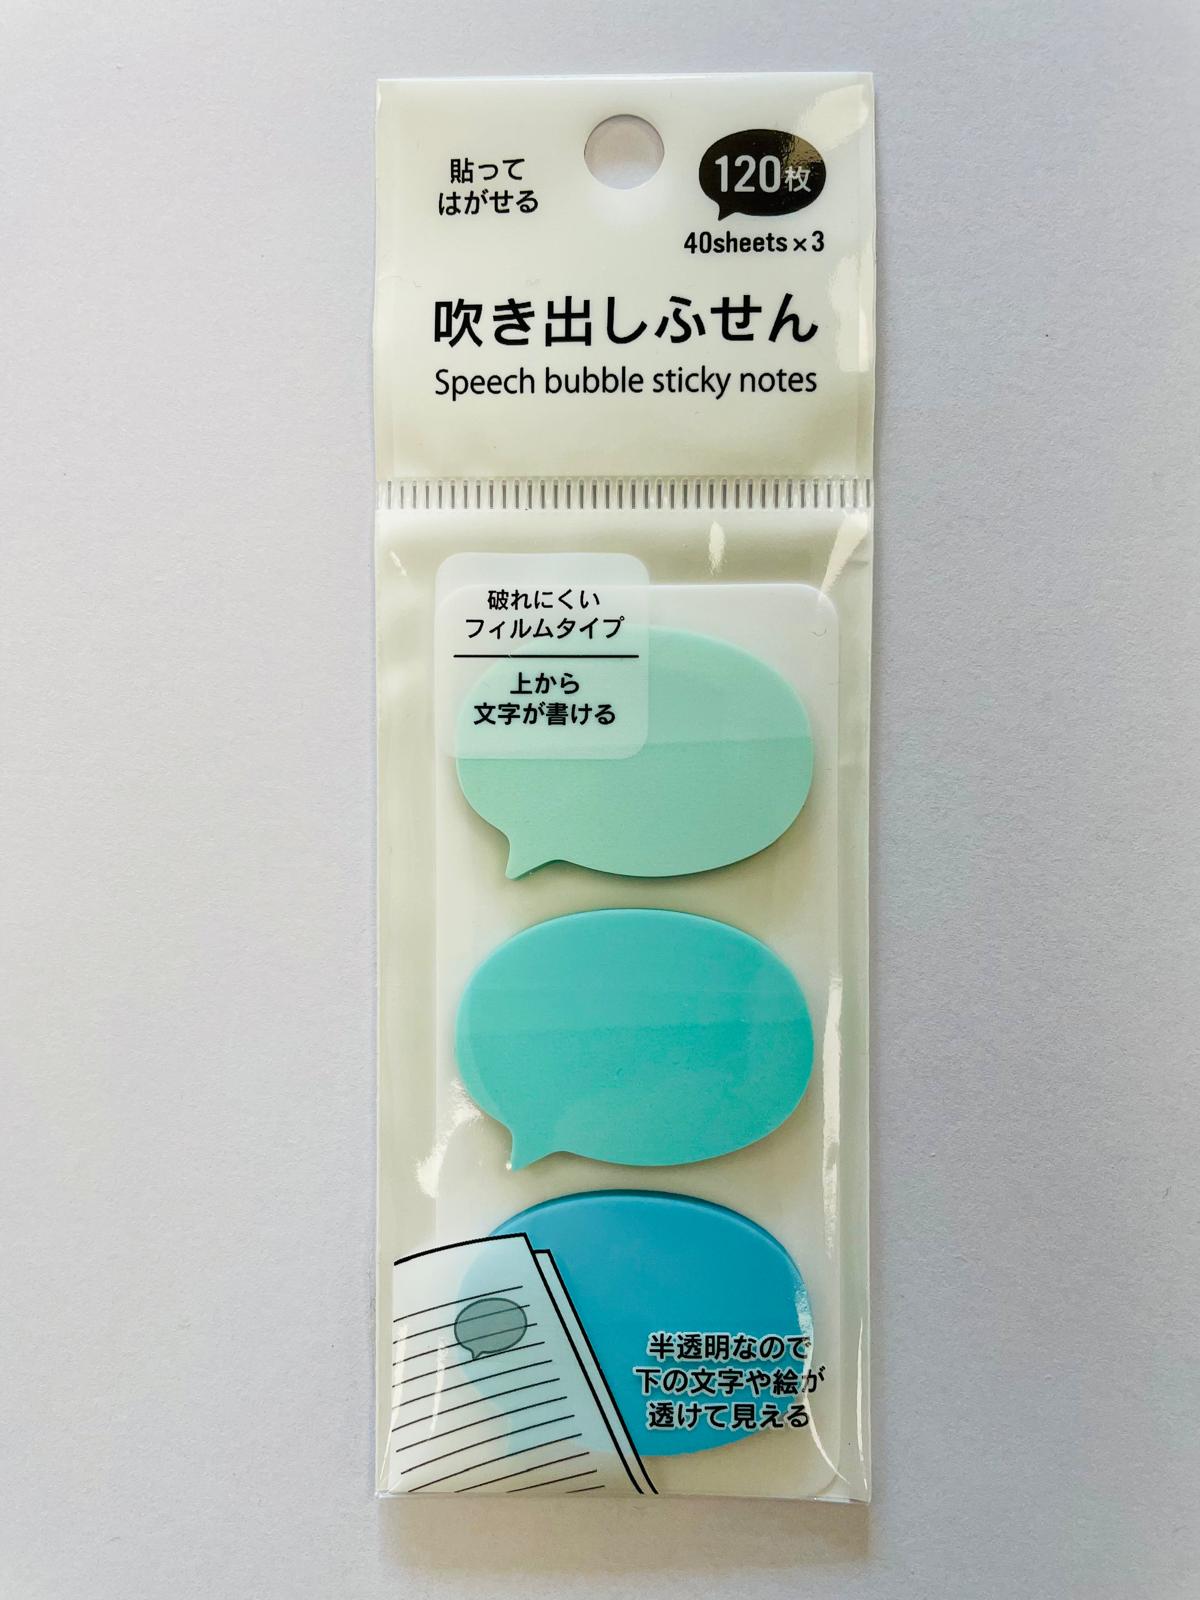 貼って
はがせる
120枚
40sheets×3
吹き出しふせん
Speech bubble sticky notes
破れにくい
フィルムタイプ
上から
文字が書ける
半透明なので
下の文字や絵が
透けて見える